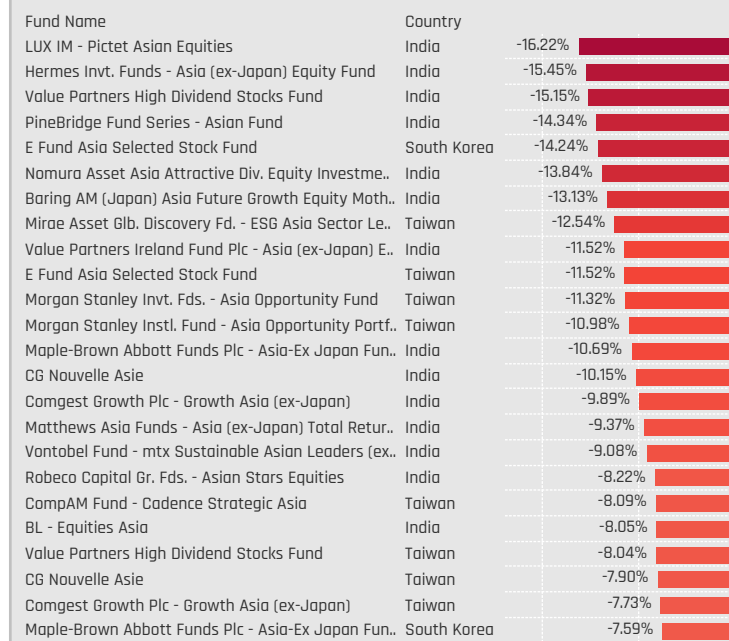 Fund Name Country
LUX IM - Pictet Asian Equities India -16.22%
Hermes Invt. Funds - Asia (ex-Japan) Equity Fund India -15.45%
Value Partners High Dividend Stocks Fund India -15.15%
PineBridge Fund Series - Asian Fund India -14.34%
E Fund Asia Selected Stock Fund South Korea -14.24%
Nomura Asset Asia Attractive Div. Equity Investme.. India -13.84%
Baring AM (Japan) Asia Future Growth Equity Moth.. India -13.13%
Mirae Asset Glb. Discovery Fd. - ESG Asia Sector Le.. Taiwan -12.54%
Value Partners Ireland Fund Plc - Asia (ex-Japan) E.. India -11.52%
E Fund Asia Selected Stock Fund Taiwan -11.52%
Morgan Stanley Invt. Fds. - Asia Opportunity Fund Taiwan -11.32%
Morgan Stanley Instl. Fund - Asia Opportunity Portf.. Taiwan -10.98%
Maple-Brown Abbott Funds Plc - Asia-Ex Japan Fun.. India -10.69%
CG Nouvelle Asie India -10.15%
Comgest Growth Plc - Growth Asia (ex-Japan) India -9.89%
Matthews Asia Funds - Asia (ex-Japan) Total Retur.. India -9.37%
Vontobel Fund - mtx Sustainable Asian Leaders (ex.. India -9.08%
Robeco Capital Gr. Fds. - Asian Stars Equities India -8.22%
CompAM Fund - Cadence Strategic Asia Taiwan -8.09%
BL - Equities Asia India -8.05%
Value Partners High Dividend Stocks Fund Taiwan -8.04%
CG Nouvelle Asie Taiwan -7.90%
Comgest Growth Plc - Growth Asia (ex-Japan) Taiwan -7.73%
Maple-Brown Abbott Funds Plc - Asia-Ex Japan Fun.. South Korea -7.59%